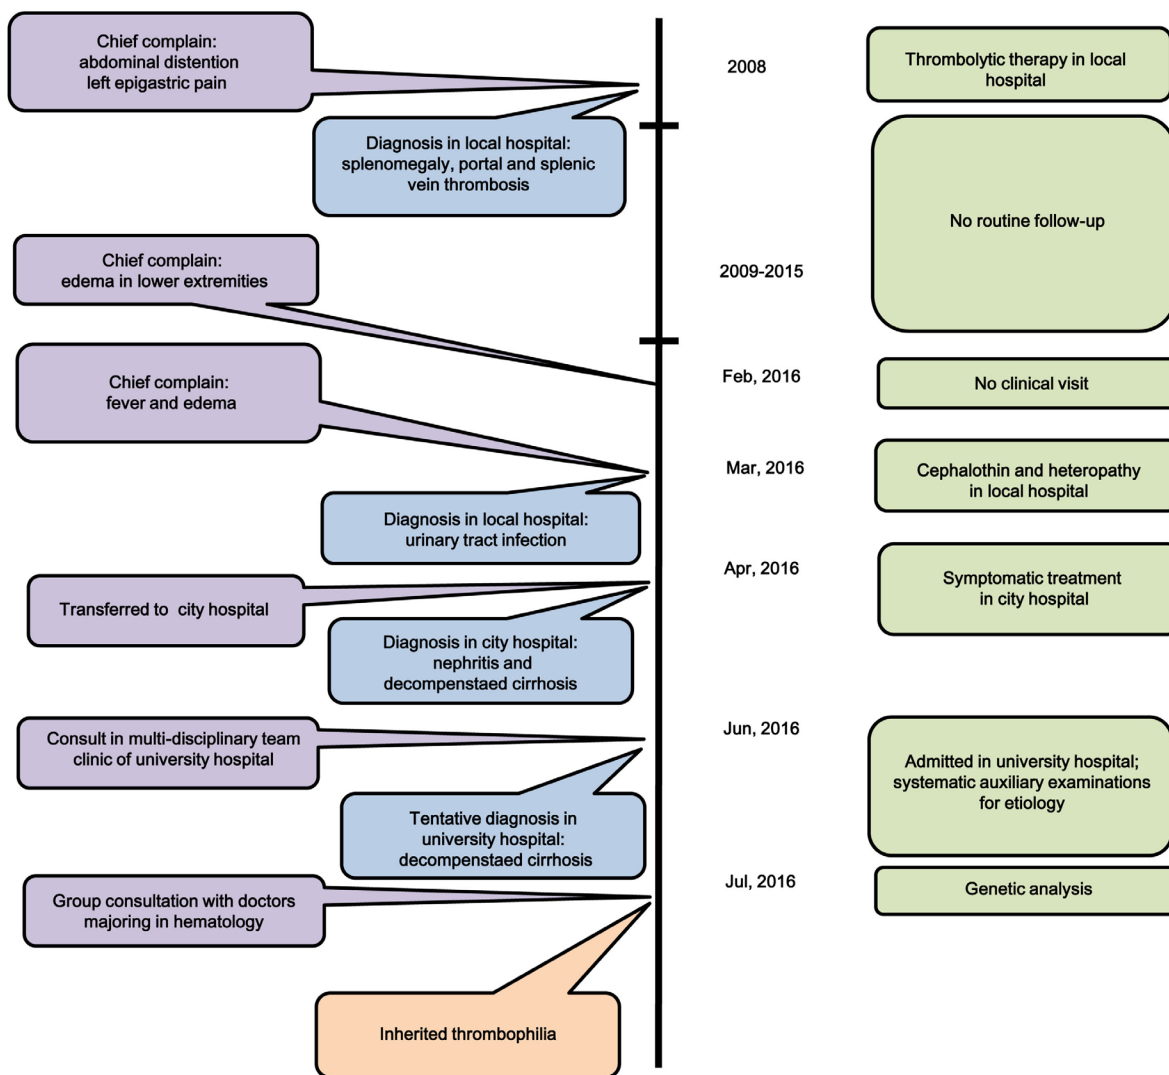 Chief complain:
abdominal distention
left epigastric pain
2008
Thrombolytic therapy in local
hospital
Diagnosis in local hospital:
splenomegaly, portal and splenic
vein thrombosis
No routine follow-up
Chief complain:
edema in lower extremities
2009-2015
Chief complain:
fever and edema
Feb, 2016
No clinical visit
Mar, 2016
Cephalothin and heteropathy
in local hospital
Diagnosis in local hospital:
urinary tract infection
Apr, 2016
Symptomatic treatment
in city hospital
Transferred to city hospital
Diagnosis in city hospital:
nephritis and
decompenstaed cirrhosis
Consult in multi-disciplinary team
clinic of university hospital
Jun, 2016
Admitted in university hospital;
systematic auxiliary examinations
for etiology
Tentative diagnosis in
university hospital:
decompenstaed cirrhosis
Group consultation with doctors
majoring in hematology
Jul, 2016
Genetic analysis
Inherited thrombophilia